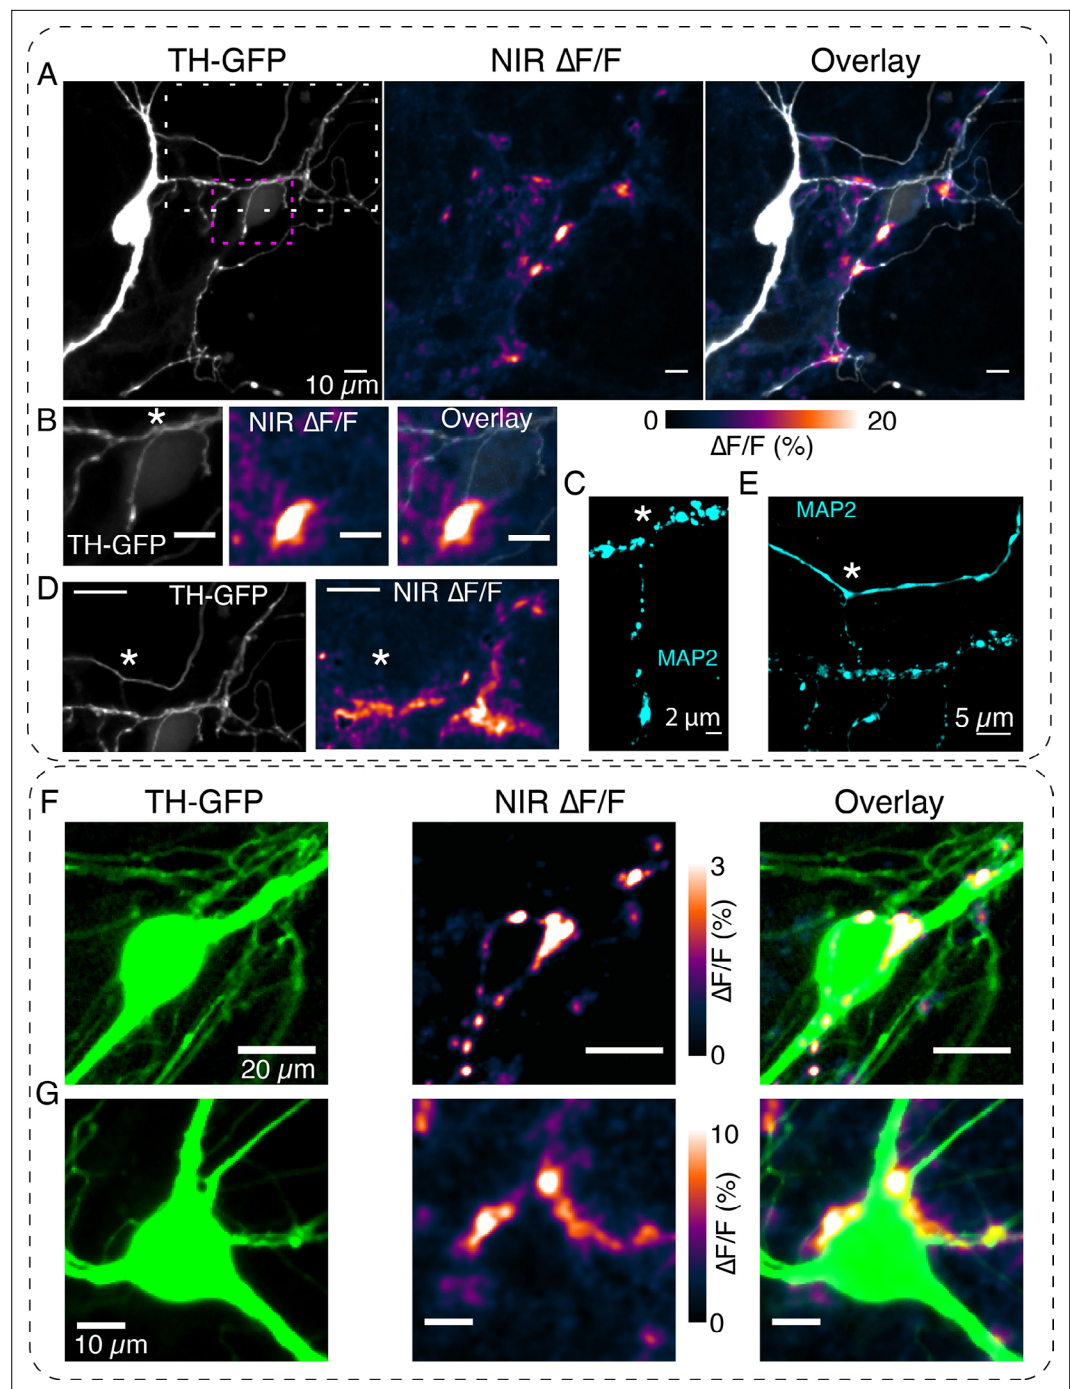 A
TH-GFP
NIR ΔF/F
Overlay
10 µm
B
*
TH-GFP
NIR ΔF/F
Overlay
0
20
ΔF/F (%)
C
*
MAP2
2 µm
E
MAP2
*
5 µm
D
TH-GFP
*
NIR ΔF/F
*
F
TH-GFP
NIR ΔF/F
Overlay
20 µm
3
ΔF/F (%)
0
G
10 µm
10
ΔF/F (%)
0